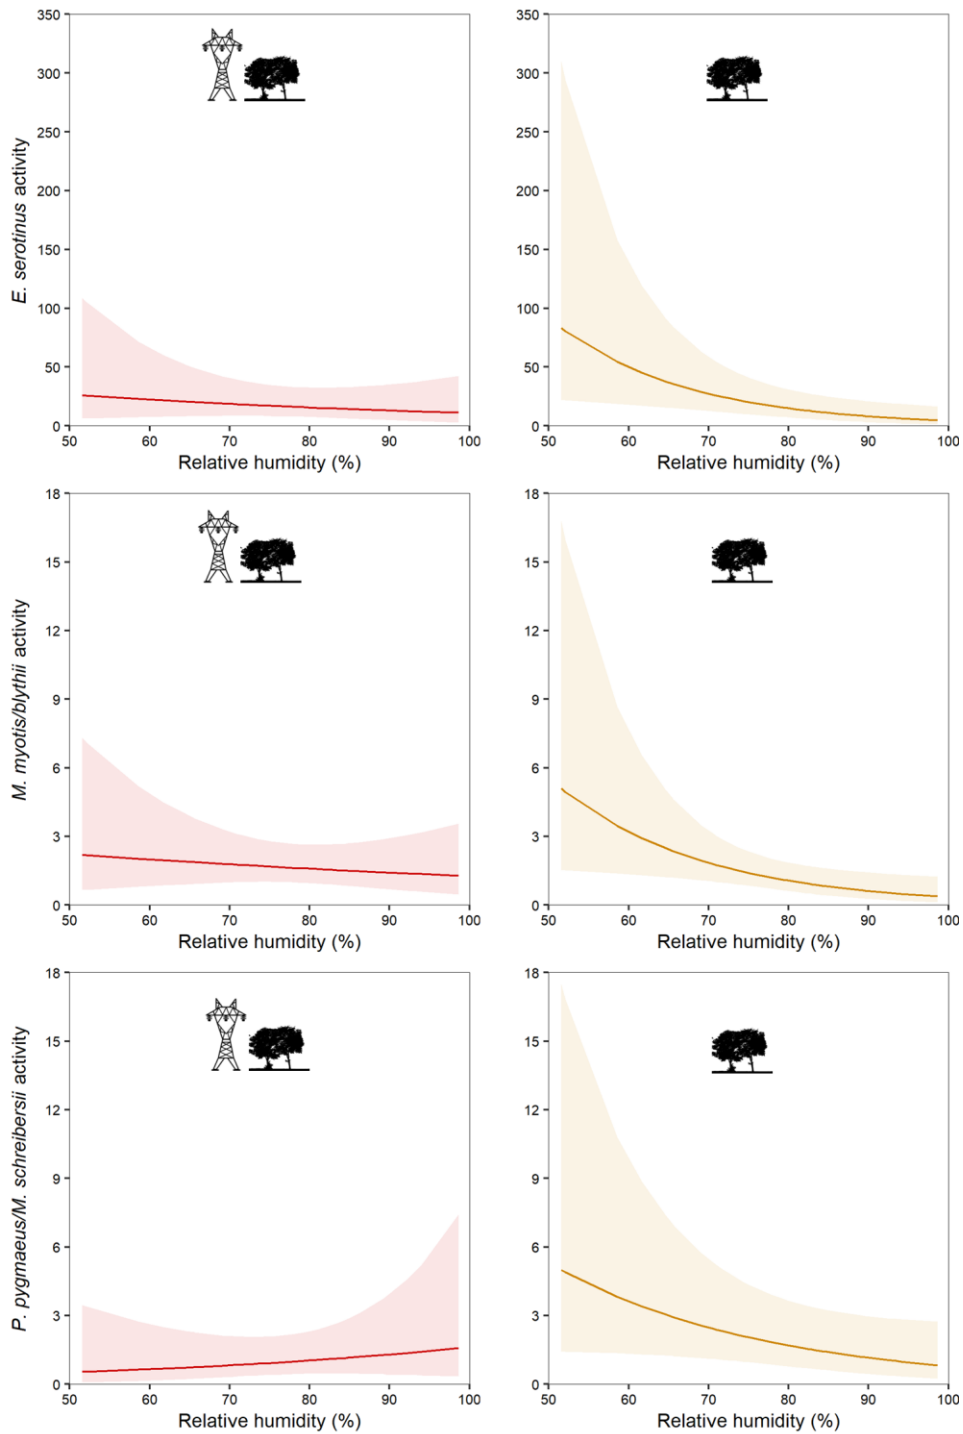 350
300
250
200
150
100
50
0
E. serotinus activity
50 60 70 80 90 100
Relative humidity (%)
350
300
250
200
150
100
50
0
50 60 70 80 90 100
Relative humidity (%)
18
15
12
9
6
3
0
M. myotis/blythii activity
50 60 70 80 90 100
Relative humidity (%)
18
15
12
9
6
3
0
50 60 70 80 90 100
Relative humidity (%)
18
15
12
9
6
3
0
P. pygmaeus/M. schreibersii activity
50 60 70 80 90 100
Relative humidity (%)
18
15
12
9
6
3
0
50 60 70 80 90 100
Relative humidity (%)